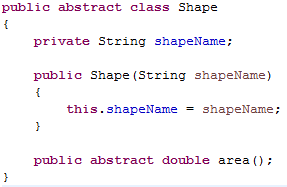 public abstract class Shape
{
    private String shapeName;

    public Shape(String shapeName)
    {
        this.shapeName = shapeName;
    }

    public abstract double area();
}